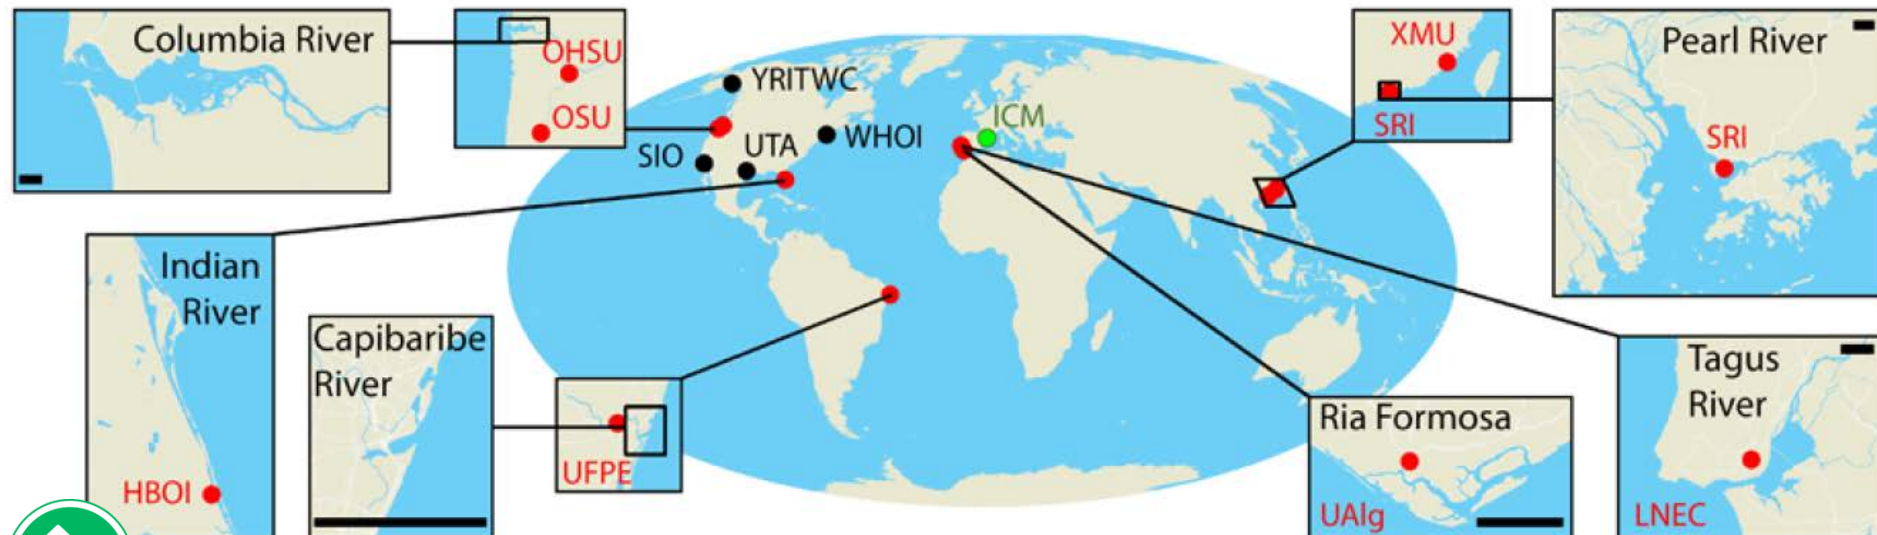 Columbia River
OHSU
OSU
YRITWC
SIO
UTA
WHOI
ICM
XMU
SRI
Pearl River
SRI
Indian
River
HBOI
Capibaribe
River
UFPE
Ria Formosa
UAlg
Tagus
River
LNEC